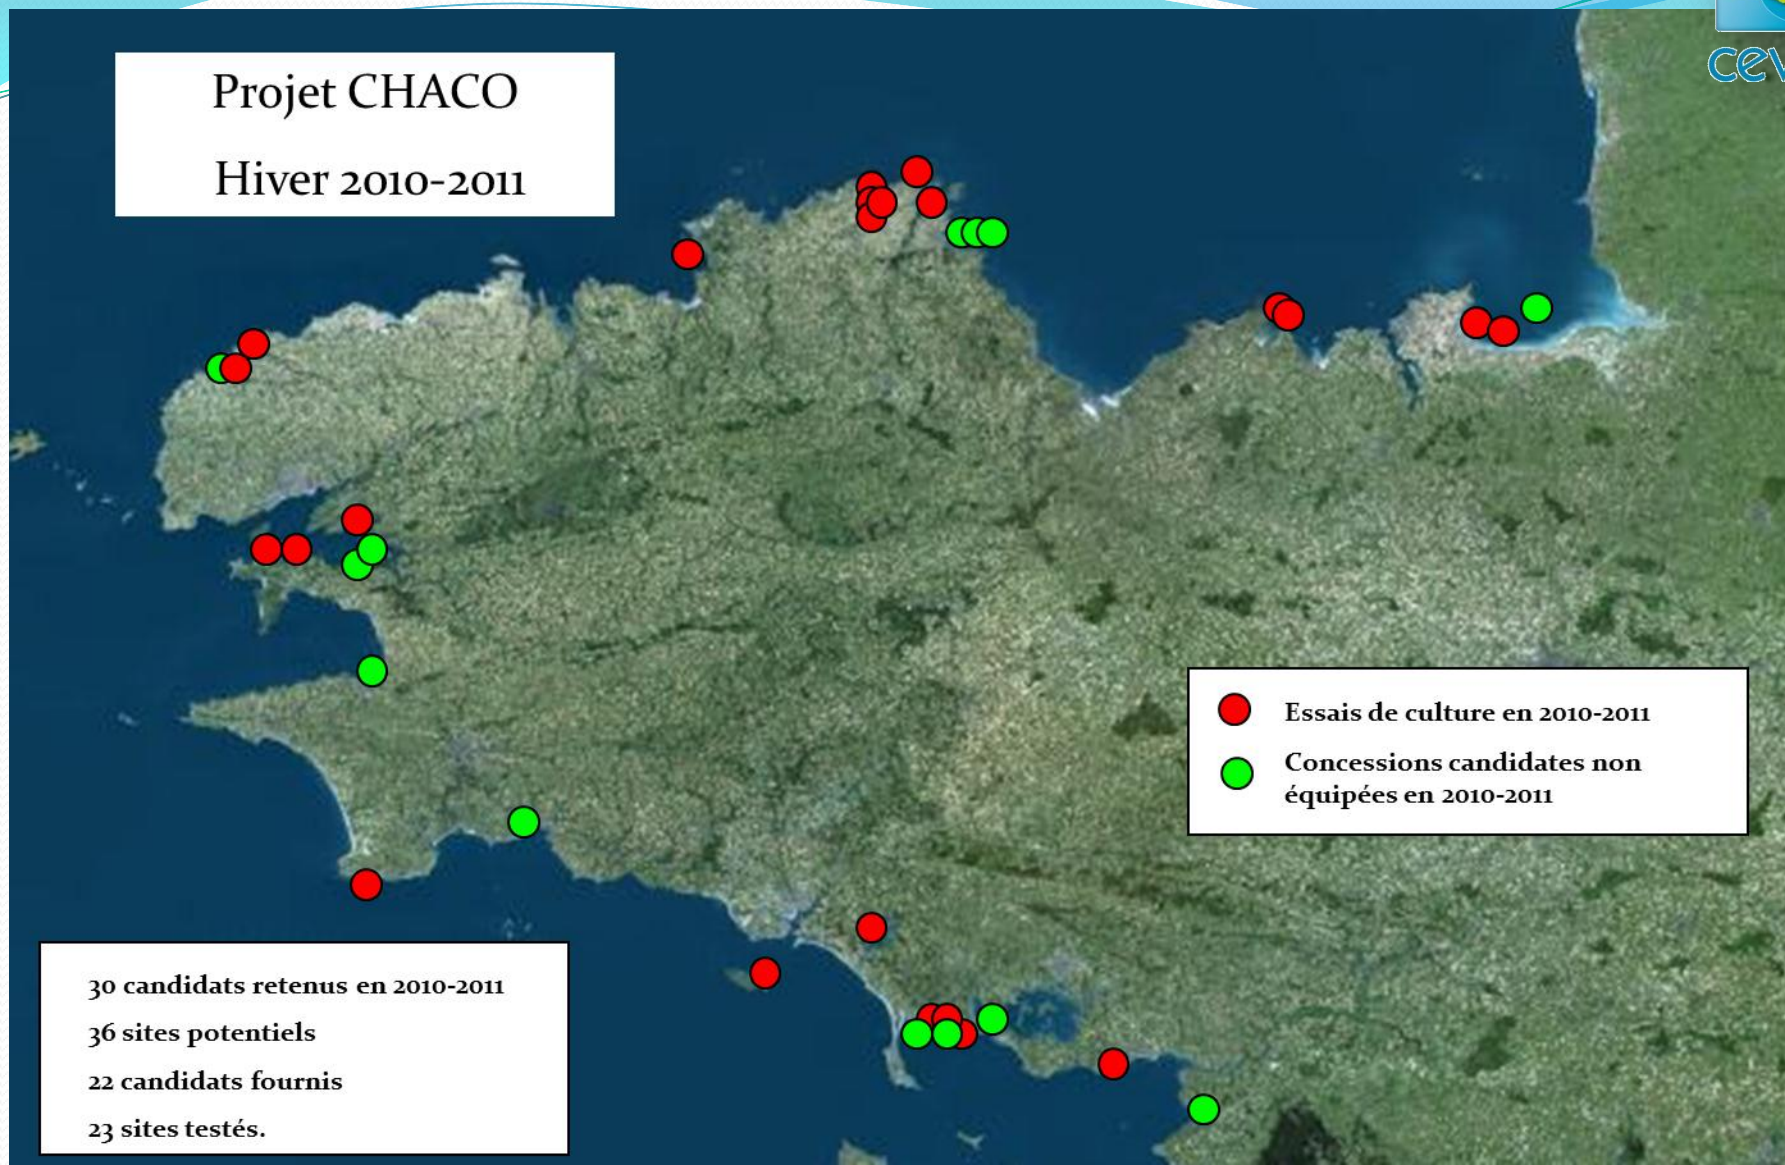 Projet CHACO
Hiver 2010-2011
Essais de culture en 2010-2011
Concessions candidates non
équipées en 2010-2011
30 candidats retenus en 2010-2011
36 sites potentiels
22 candidats fournis
23 sites testés.